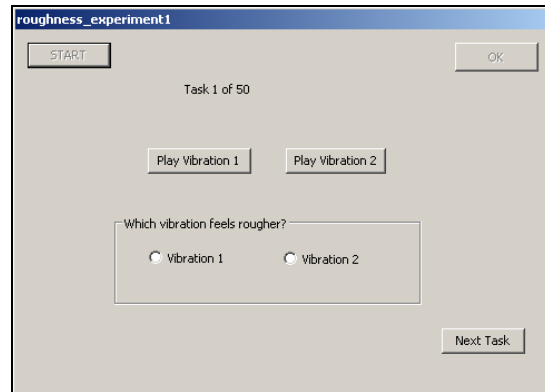 roughness_experiment1
START
OK
Task 1 of 50
Play Vibration 1
Play Vibration 2
Which vibration feels rougher?
Vibration 1
Vibration 2
Next Task